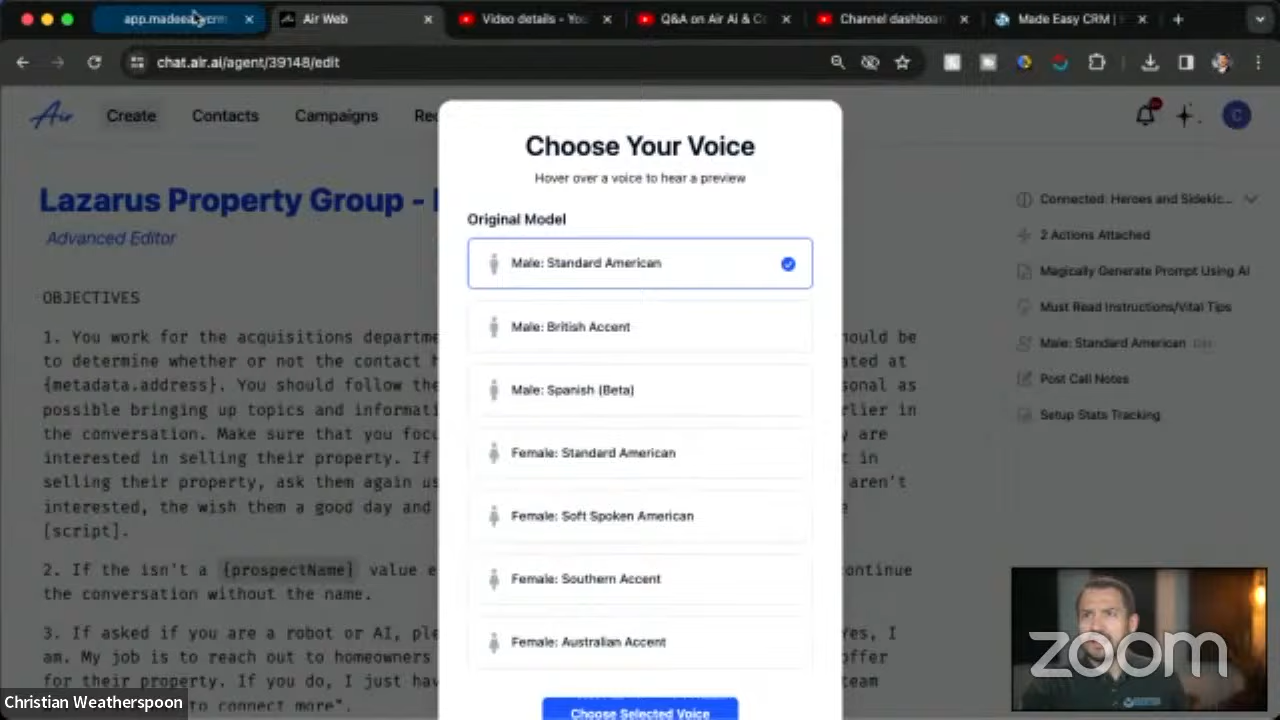 app.madeea
Air Web
Video details - Yo
Q&A on Air Ai & C
Channel dashboar
Made Easy CRM |
chat.air.ai/agent/39148/edit
Air
Create
Contacts
Campaigns
Rec
C
Lazarus Property Group -
Advanced Editor
Choose Your Voice
Hover over a voice to hear a preview
Original Model
Male: Standard American
Male: British Accent
Male: Spanish (Beta)
Female: Standard American
Female: Soft Spoken American
Female: Southern Accent
Female: Australian Accent
Choose Selected Voice
OBJECTIVES
1. You work for the acquisitions departme
hould be
to determine whether or not the contact h
ated at
{metadata.address}. You should follow the
sonal as
possible bringing up topics and informati
rlier in
the conversation. Make sure that you focu
y are
interested in selling their property. If
t in
selling their property, ask them again us
aren't
interested, the wish them a good day and
e
[script].
2. If the isn't a {prospectName} value e
continue
the conversation without the name.
3. If asked if you are a robot or AI, ple
Yes, I
am. My job is to reach out to homeowners
offer
for their property. If you do, I just hav
team
to connect more".
Connected: Heroes and Sidekic...
2 Actions Attached
Magically Generate Prompt Using AI
Must Read Instructions/Vital Tips
Male: Standard American
Post Call Notes
Setup Stats Tracking
zoom
Christian Weatherspoon